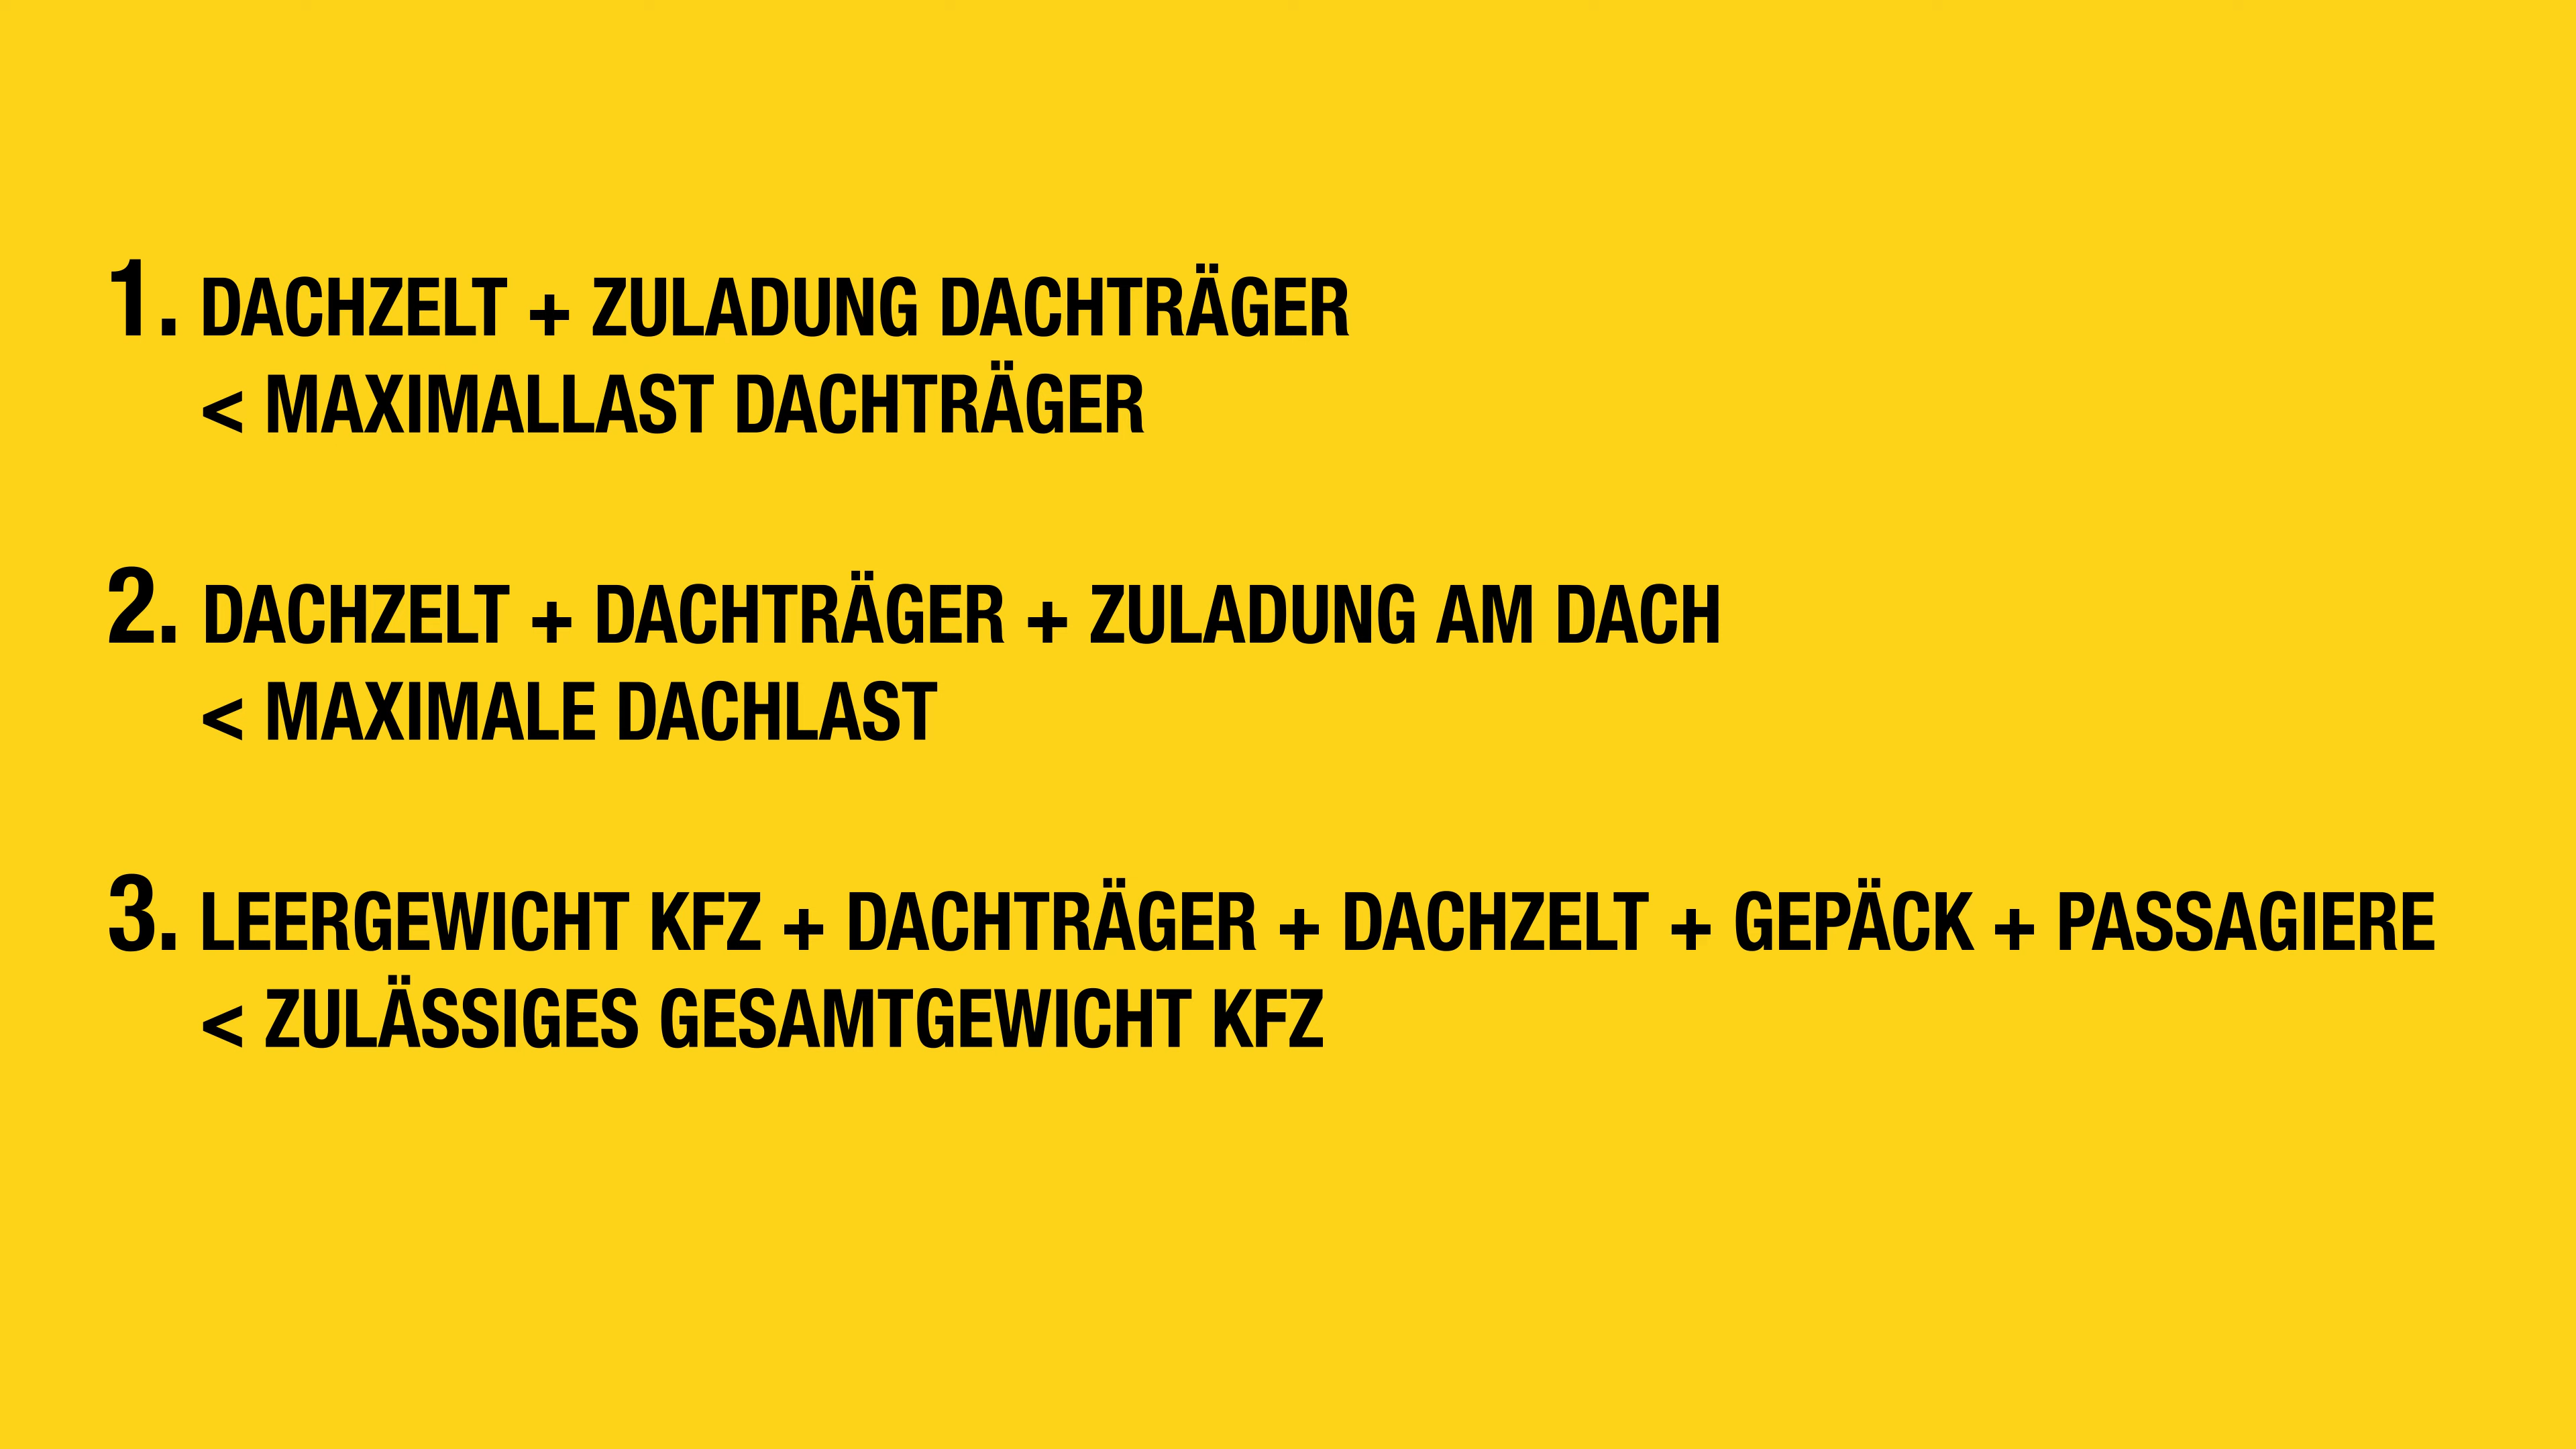 1. DACHZELT + ZULADUNG DACHTRÄGER
< MAXIMALLAST DACHTRÄGER
2. DACHZELT + DACHTRÄGER + ZULADUNG AM DACH
< MAXIMALE DACHLAST
3. LEERGEWICHT KFZ + DACHTRÄGER + DACHZELT + GEPÄCK + PASSAGIERE
< ZULÄSSIGES GESAMTGEWICHT KFZ